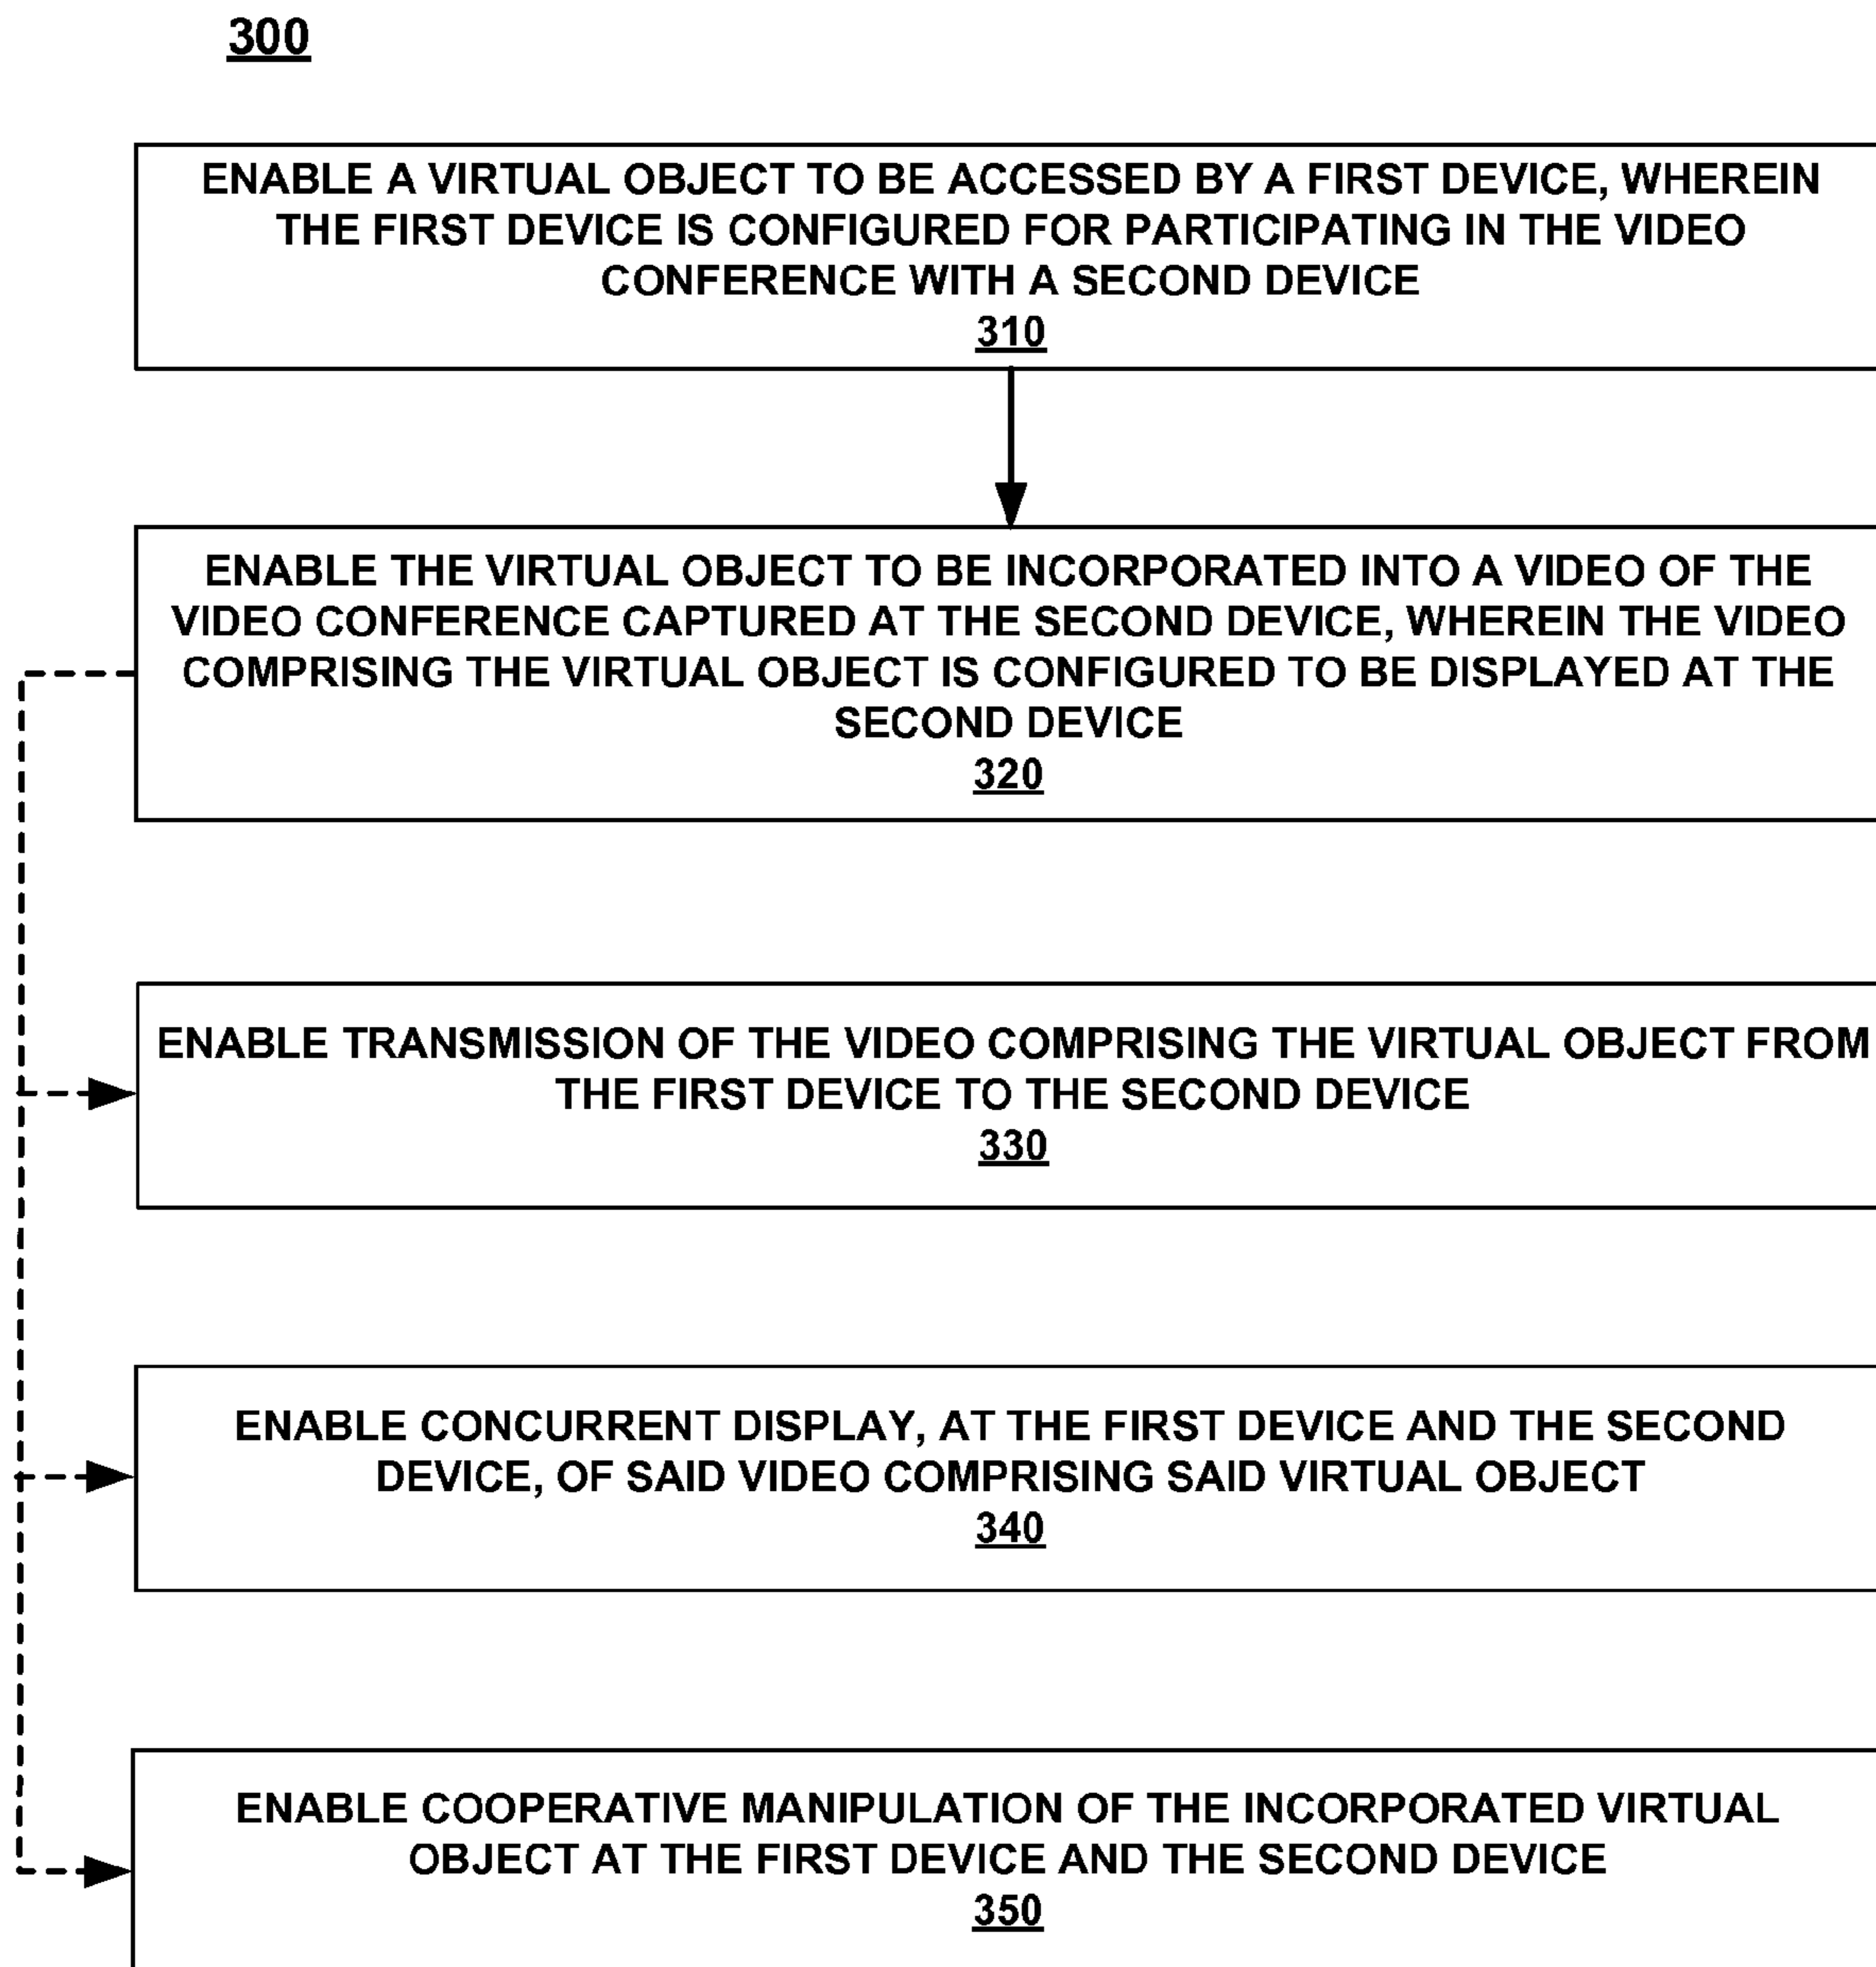 300
ENABLE A VIRTUAL OBJECT TO BE ACCESSED BY A FIRST DEVICE, WHEREIN
THE FIRST DEVICE IS CONFIGURED FOR PARTICIPATING IN THE VIDEO
CONFERENCE WITH A SECOND DEVICE
310
ENABLE THE VIRTUAL OBJECT TO BE INCORPORATED INTO A VIDEO OF THE
VIDEO CONFERENCE CAPTURED AT THE SECOND DEVICE, WHEREIN THE VIDEO
COMPRISING THE VIRTUAL OBJECT IS CONFIGURED TO BE DISPLAYED AT THE
SECOND DEVICE
320
ENABLE TRANSMISSION OF THE VIDEO COMPRISING THE VIRTUAL OBJECT FROM
THE FIRST DEVICE TO THE SECOND DEVICE
330
ENABLE CONCURRENT DISPLAY, AT THE FIRST DEVICE AND THE SECOND
DEVICE, OF SAID VIDEO COMPRISING SAID VIRTUAL OBJECT
340
ENABLE COOPERATIVE MANIPULATION OF THE INCORPORATED VIRTUAL
OBJECT AT THE FIRST DEVICE AND THE SECOND DEVICE
350